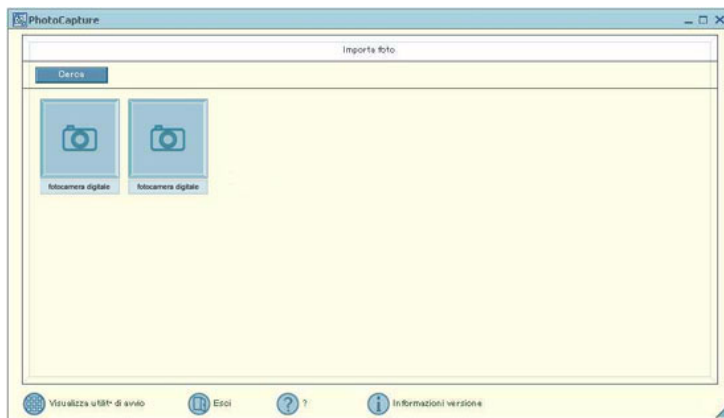 PhotoCapture
Importa foto
Cerca
fotocamera digitale
fotocamera digitale
Visualizza utilit• di avvio
Esci
?
?
Informazioni versione